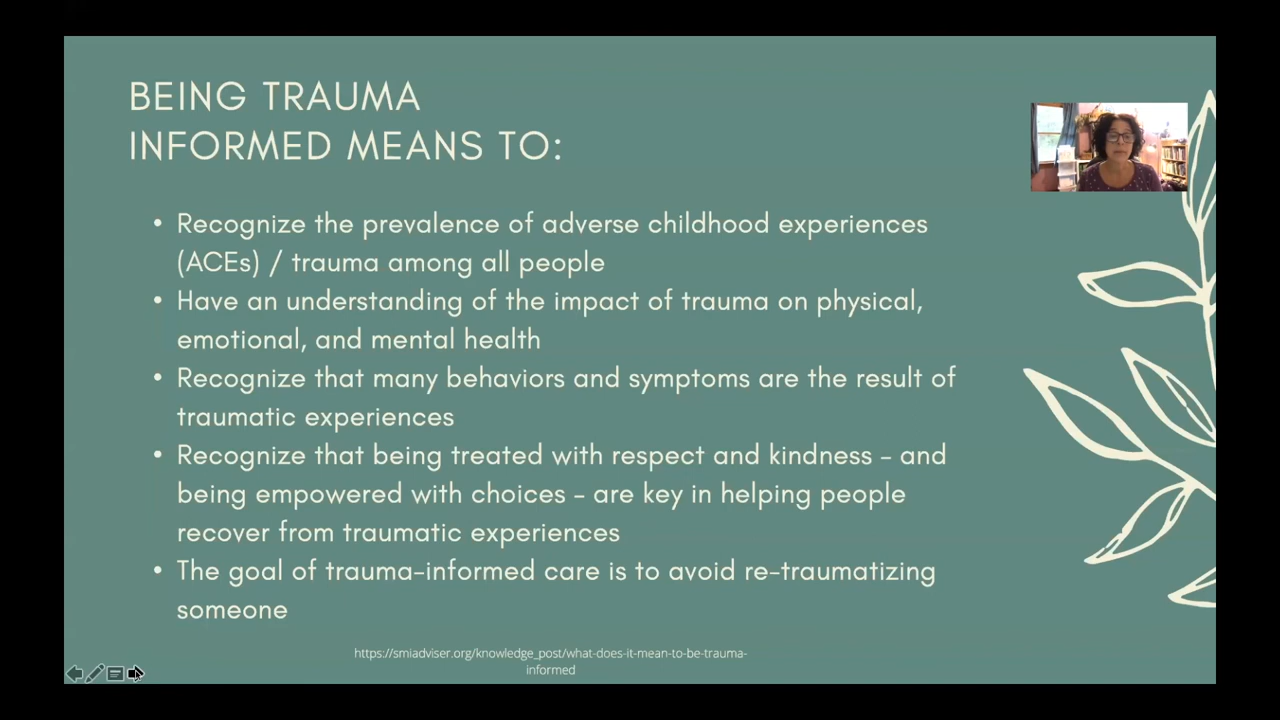 BEING TRAUMA
INFORMED MEANS TO:
• Recognize the prevalence of adverse childhood experiences
(ACEs) / trauma among all people
• Have an understanding of the impact of trauma on physical,
emotional, and mental health
• Recognize that many behaviors and symptoms are the result of
traumatic experiences
• Recognize that being treated with respect and kindness - and
being empowered with choices - are key in helping people
recover from traumatic experiences
• The goal of trauma-informed care is to avoid re-traumatizing
someone
https://smiadviser.org/knowledge_post/what-does-it-mean-to-be-trauma-
informed